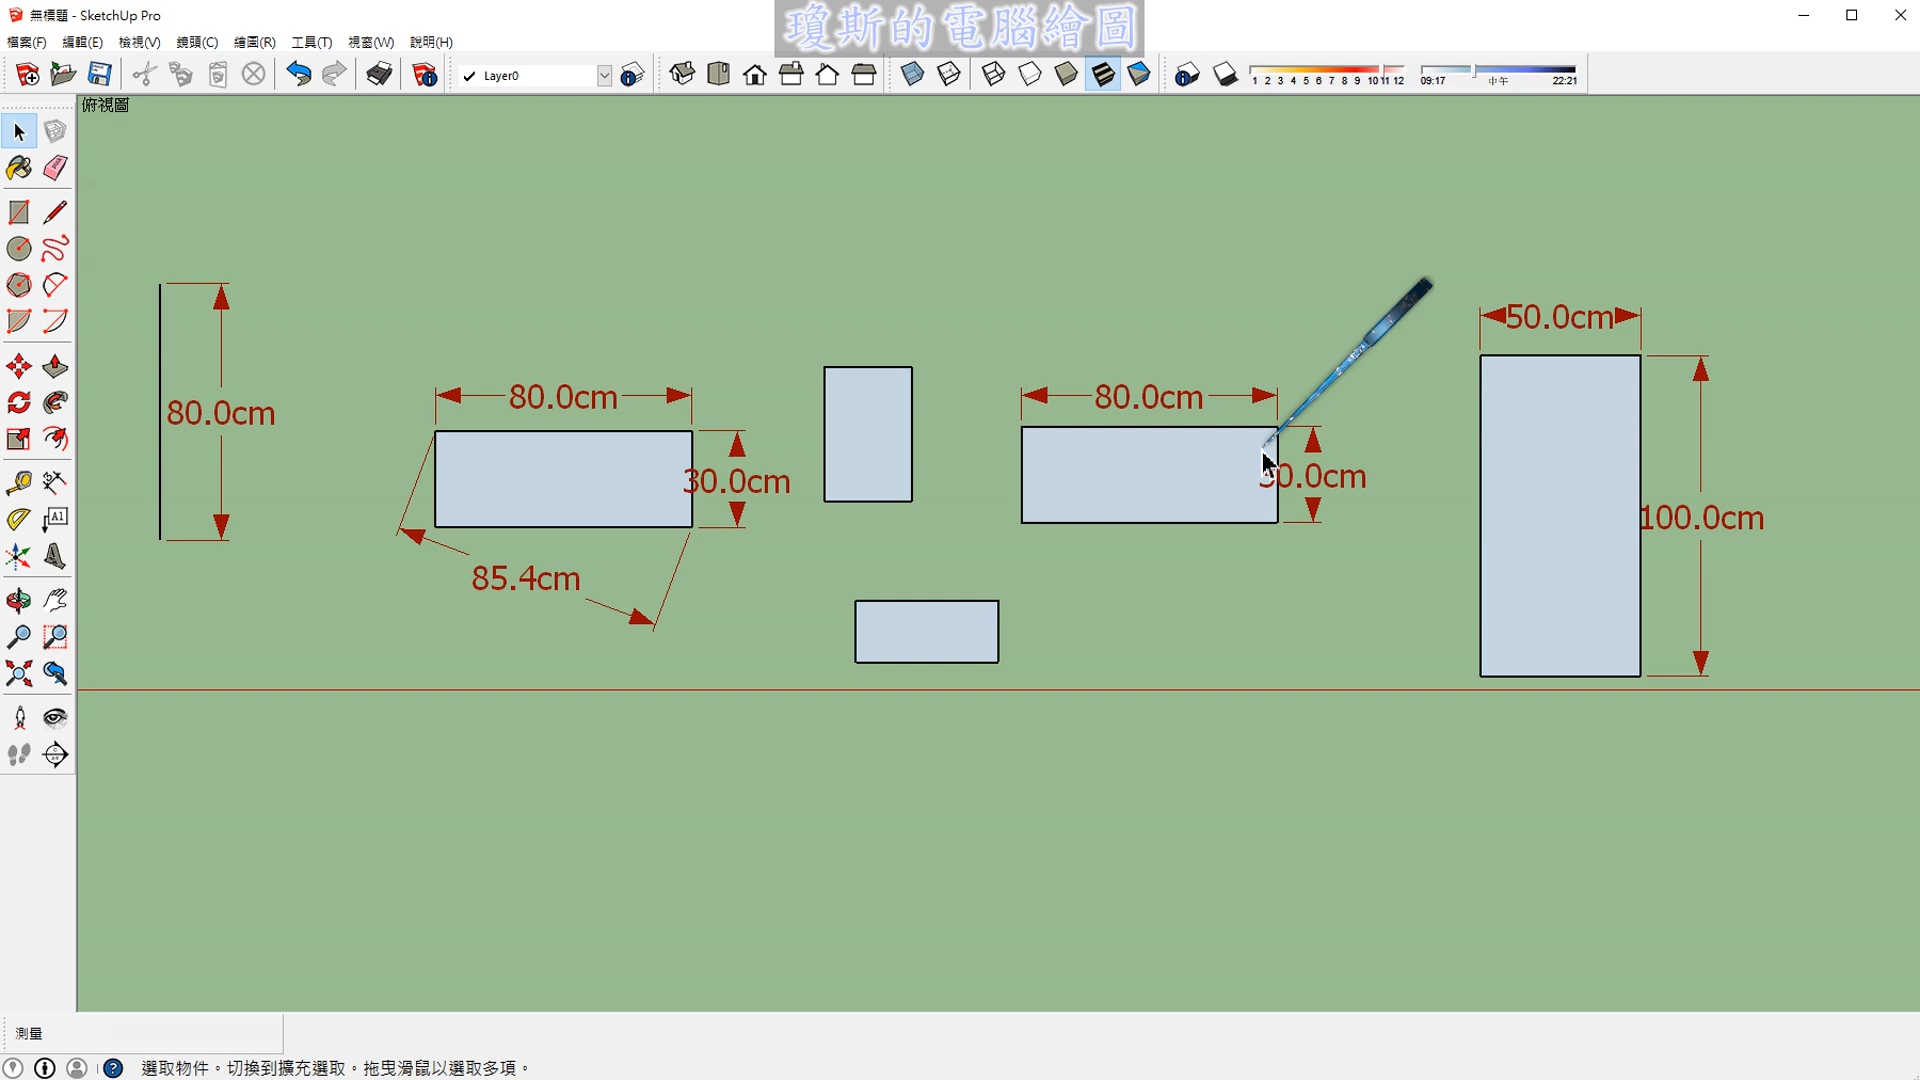 無標題 - SketchUp Pro
瓊斯的電腦繪圖
檔案(F) 編輯(E) 檢視(V) 鏡頭(C) 繪圖(R) 工具(T) 視窗(W) 說明(H)
Layer0
1 2 3 4 5 6 7 8 9 10 11 12
09:17 中午 22:21
俯視圖
50.0cm
80.0cm
80.0cm
80.0cm
30.0cm
30.0cm
100.0cm
85.4cm
A1
測量
選取物件。切換到擴充選取。拖曳滑鼠以選取多項。